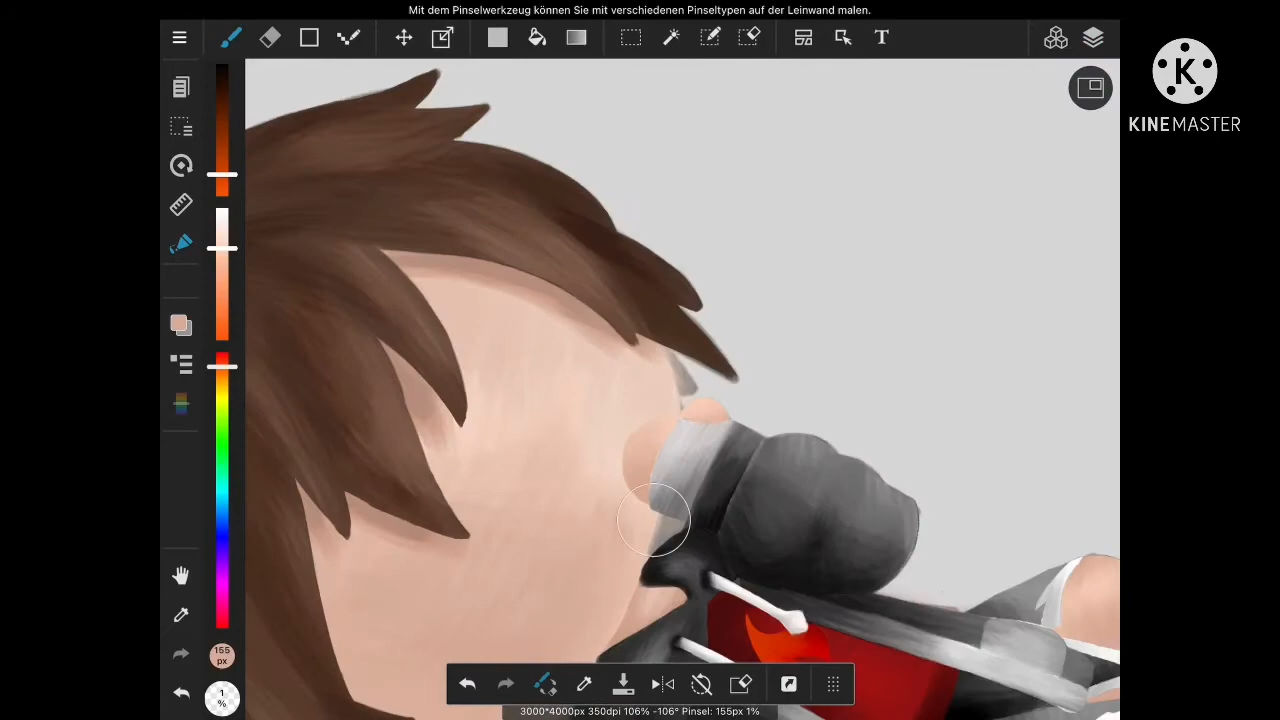 Mit dem Pinselwerkzeug können Sie mit verschiedenen Pinseltypen auf der Leinwand malen.
T
K
KINEMASTER
155
px
1
%
3000*4000px 350dpi 106% -106° Pinsel: 155px 1%